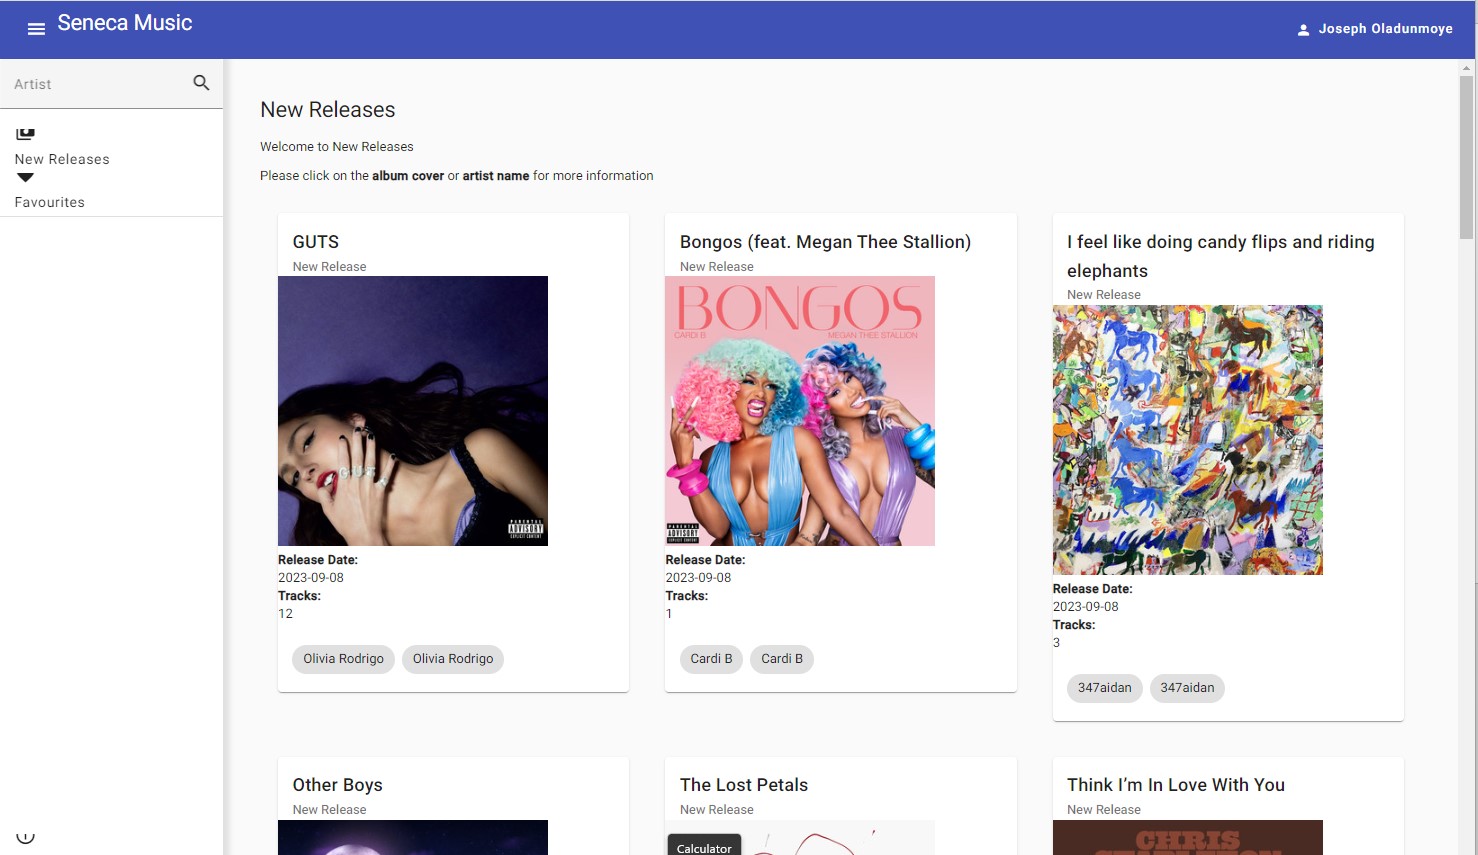 Seneca Music
Joseph Oladunmoye
Artist
New Releases
Favourites
New Releases
Welcome to New Releases
Please click on the album cover or artist name for more information
GUTS
New Release
PARENTAL
ADVISORY
EXPLICIT CONTENT
Release Date:
2023-09-08
Tracks:
12
Olivia Rodrigo
Olivia Rodrigo
Bongos (feat. Megan Thee Stallion)
New Release
BONGOS
CARDI B
MEGAN THEE STALLION
PARENTAL
ADVISORY
EXPLICIT CONTENT
Release Date:
2023-09-08
Tracks:
1
Cardi B
Cardi B
I feel like doing candy flips and riding
elephants
New Release
Release Date:
2023-09-08
Tracks:
3
347aidan
347aidan
Other Boys
New Release
The Lost Petals
New Release
Calculator
Think I’m In Love With You
New Release
CHRIS